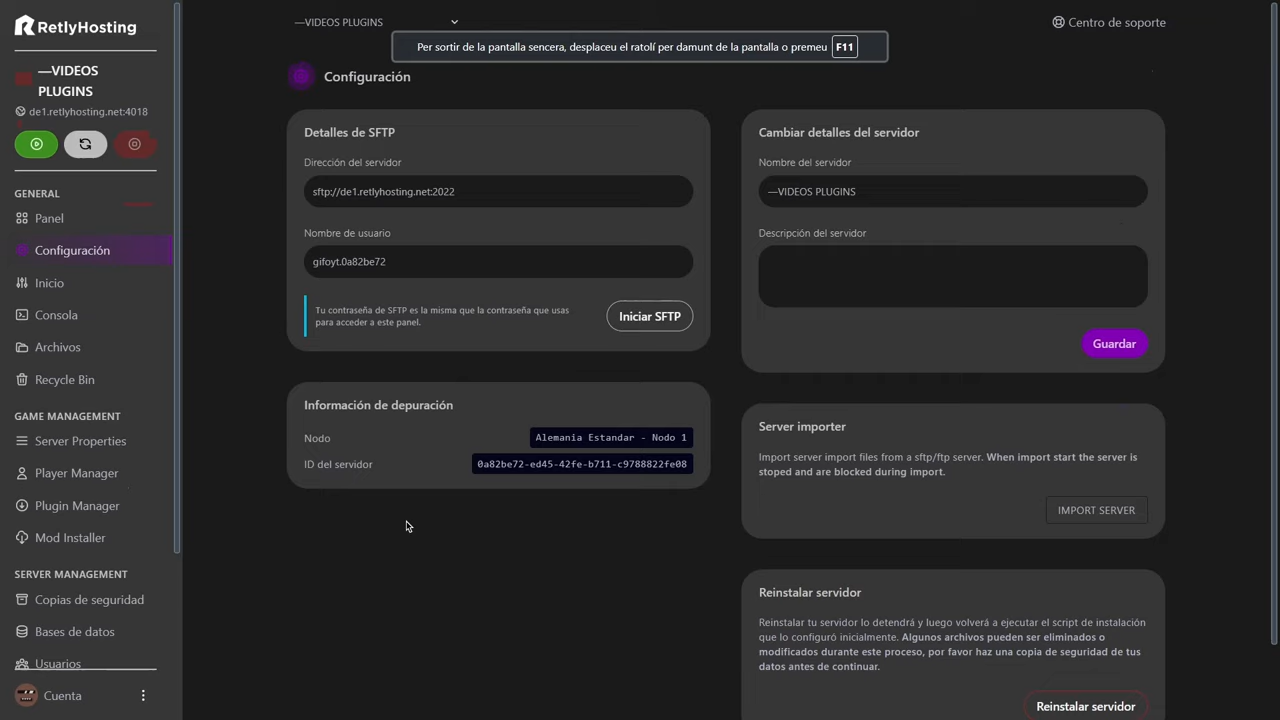 RetlyHosting
—VIDEOS
PLUGINS
de1.retlyhosting.net:4018
GENERAL
Panel
Configuración
Inicio
Consola
Archivos
Recycle Bin
GAME MANAGEMENT
Server Properties
Player Manager
Plugin Manager
Mod Installer
SERVER MANAGEMENT
Copias de seguridad
Bases de datos
Usuarios
Cuenta
—VIDEOS PLUGINS
Centro de soporte
Per sortir de la pantalla sencera, desplaceu el ratolí per damunt de la pantalla o premeu F11
Configuración
Detalles de SFTP
Dirección del servidor
sftp://de1.retlyhosting.net:2022
Nombre de usuario
gifoyt.0a82be72
Tu contraseña de SFTP es la misma que la contraseña que usas
para acceder a este panel.
Iniciar SFTP
Información de depuración
Nodo
Alemania Estandar - Nodo 1
ID del servidor
0a82be72-ed45-42fe-b711-c9788822fe08
Cambiar detalles del servidor
Nombre del servidor
—VIDEOS PLUGINS
Descripción del servidor
Guardar
Server importer
Import server import files from a sftp/ftp server. When import start the server is
stoped and are blocked during import.
IMPORT SERVER
Reinstalar servidor
Reinstalar tu servidor lo detendrá y luego volverá a ejecutar el script de instalación
que lo configuró inicialmente. Algunos archivos pueden ser eliminados o
modificados durante este proceso, por favor haz una copia de seguridad de tus
datos antes de continuar.
Reinstalar servidor